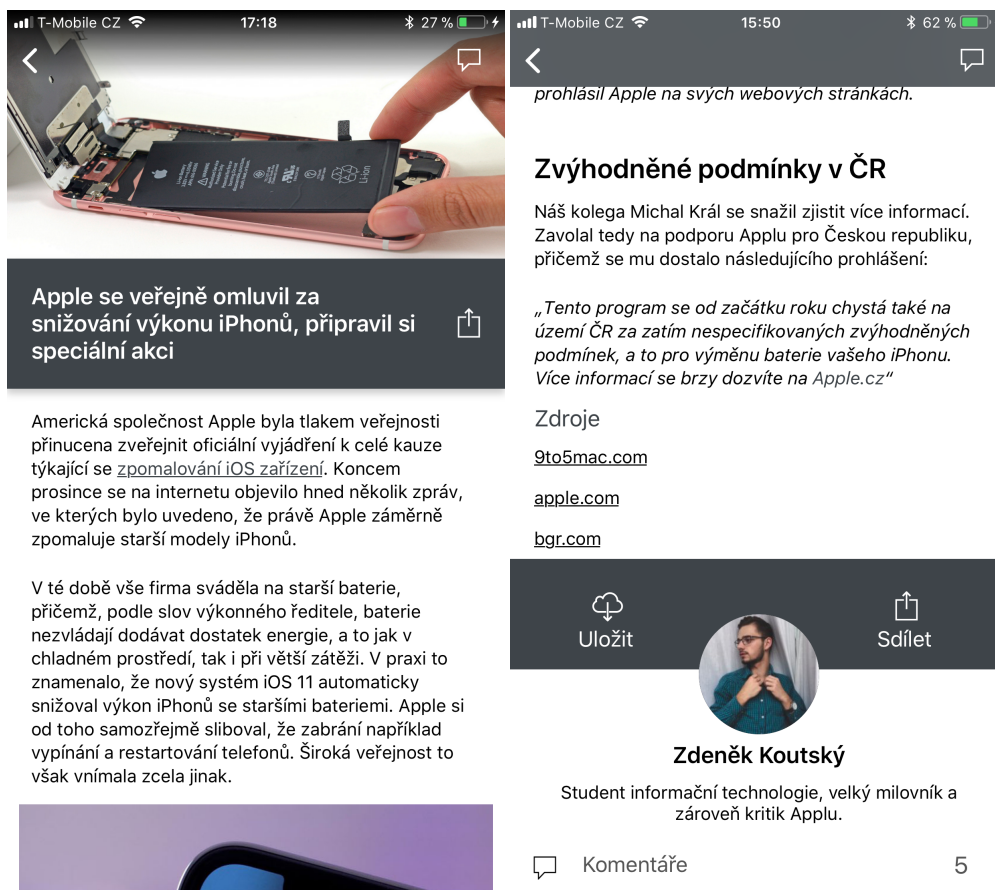 T-Mobile CZ 17:18 27 %
Apple se veřejně omluvil za
snižování výkonu iPhonů, připravil si
speciální akci
Americká společnost Apple byla tlakem veřejnosti
přinucena zveřejnit oficiální vyjádření k celé kauze
týkající se zpomalování iOS zařízení. Koncem
prosince se na internetu objevilo hned několik zpráv,
ve kterých bylo uvedeno, že právě Apple záměrně
zpomaluje starší modely iPhonů.
V té době vše firma sváděla na starší baterie,
přičemž, podle slov výkonného ředitele, baterie
nezvládají dodávat dostatek energie, a to jak v
chladném prostředí, tak i při větší zátěži. V praxi to
znamenalo, že nový systém iOS 11 automaticky
snižoval výkon iPhonů se staršími bateriemi. Apple si
od toho samozřejmě sliboval, že zabrání například
vypínání a restartování telefonů. Široká veřejnost to
však vnímala zcela jinak.
T-Mobile CZ 15:50 62 %
prohlásil Apple na svých webových stránkách.
Zvýhodněné podmínky v ČR
Náš kolega Michal Král se snažil zjistit více informací.
Zavolal tedy na podporu Applu pro Českou republiku,
přičemž se mu dostalo následujícího prohlášení:
„Tento program se od začátku roku chystá také na
území ČR za zatím nespecifikovaných zvýhodněných
podmínek, a to pro výměnu baterie vašeho iPhonu.
Více informací se brzy dozvíte na Apple.cz“
Zdroje
9to5mac.com
apple.com
bgr.com
Uložit
Sdílet
Zdeněk Koutský
Student informační technologie, velký milovník a
zároveň kritik Applu.
Komentáře 5